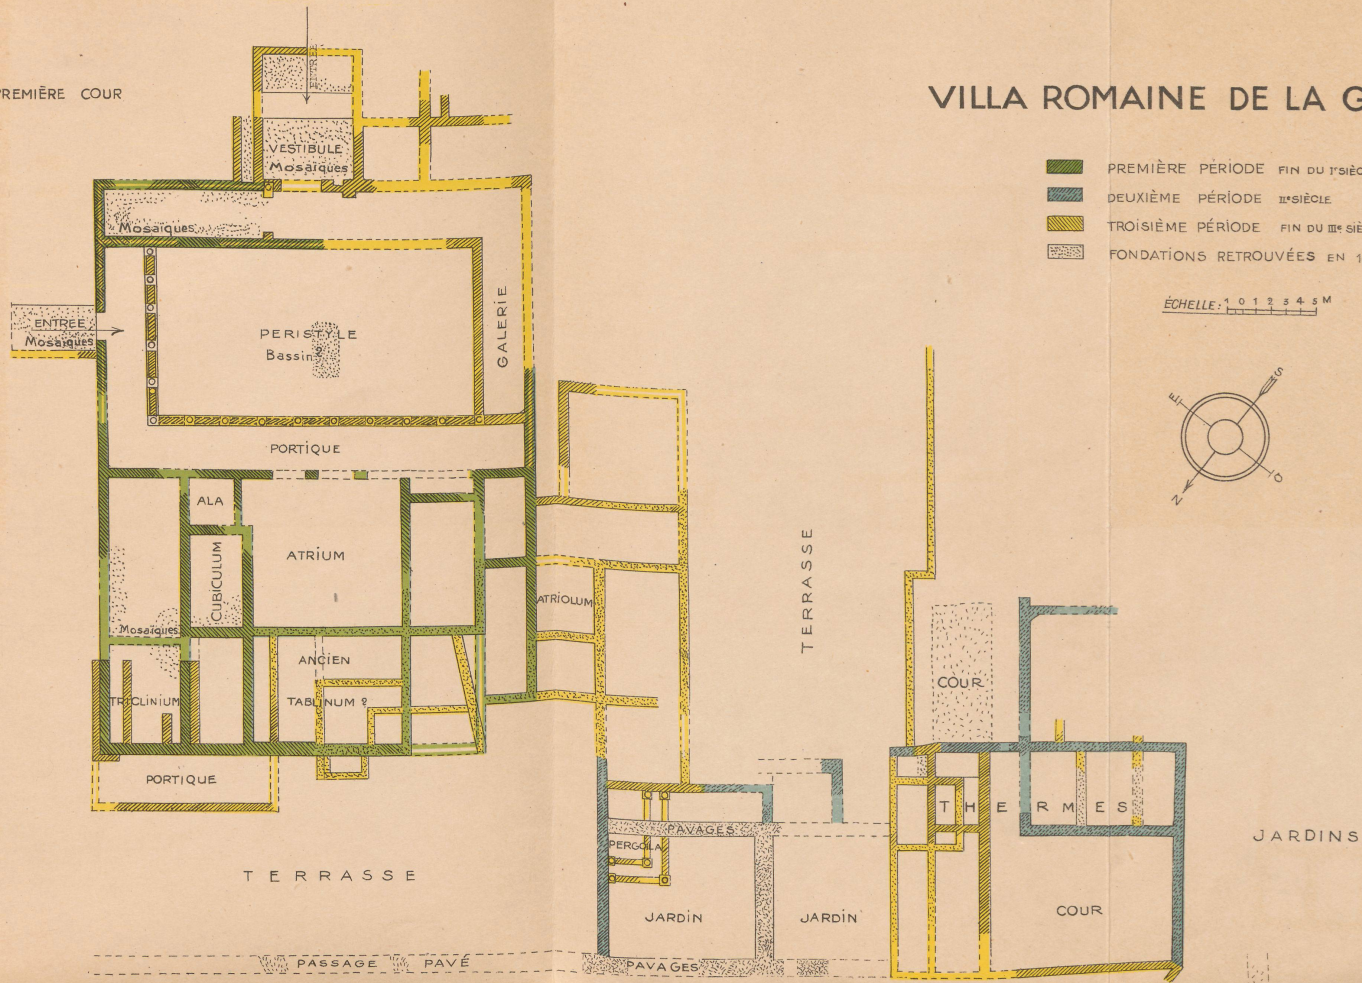 PREMIÈRE COUR
ENTRÉE
VILLA ROMAINE DE LA G
VESTIBULE
Mosaïques
PREMIÈRE PÉRIODE FIN DU Iᵉʳ SIÈC
DEUXIÈME PÉRIODE IIᵉ SIÈCLE
TROISIÈME PÉRIODE FIN DU IIIᵉ SIÈ
FONDATIONS RETROUVÉES EN 1
Mosaïques
ÉCHELLE: 1 0 1 2 3 4 5 M
ENTRÉE
Mosaïques
PERISTYLE
Bassin?
GALERIE
S
E
O
N
PORTIQUE
ALA
ATRIUM
CUBICULUM
TERRASSE
ATRIOLUM
Mosaïques
ANCIEN
TABLINUM ?
TRICLINIUM
COUR
PORTIQUE
THERMES
PAVAGES
PERGOLA
JARDINS
TERRASSE
JARDIN
JARDIN
COUR
PASSAGE PAVÉ
PAVAGES